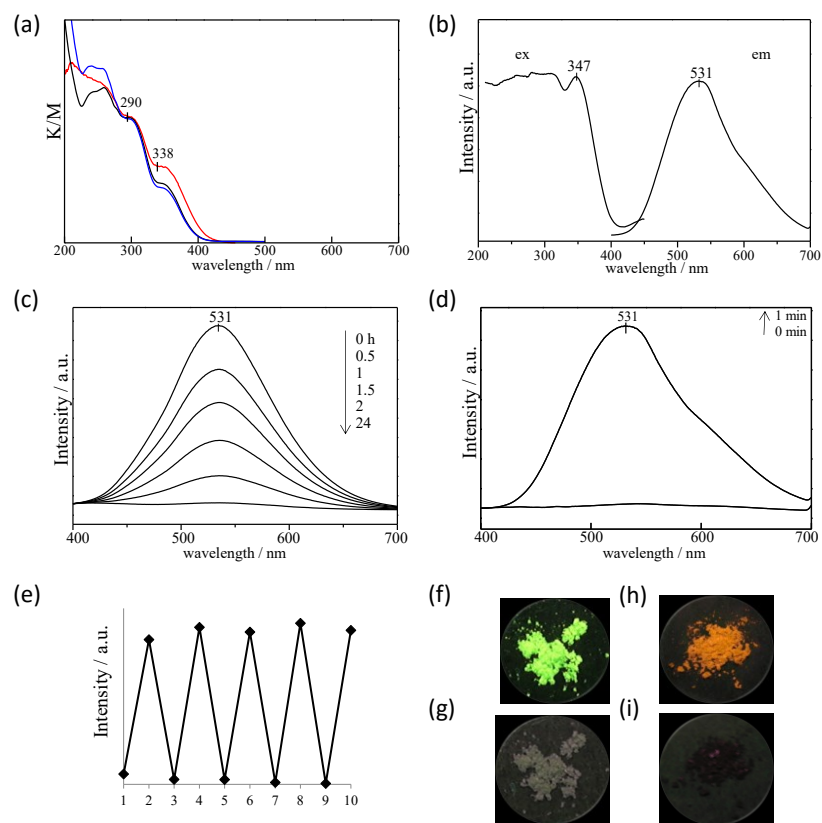 (a)
K/M
290
338
200 300 400 500 600 700
wavelength / nm
(b)
Intensity / a.u.
ex
347
531
em
200 300 400 500 600 700
wavelength / nm
(c)
Intensity / a.u.
531
0 h
0.5
1
1.5
2
24
400 500 600 700
wavelength / nm
(d)
Intensity / a.u.
531
1 min
0 min
400 500 600 700
wavelength / nm
(e)
Intensity / a.u.
1 2 3 4 5 6 7 8 9 10
(f)
(h)
(g)
(i)